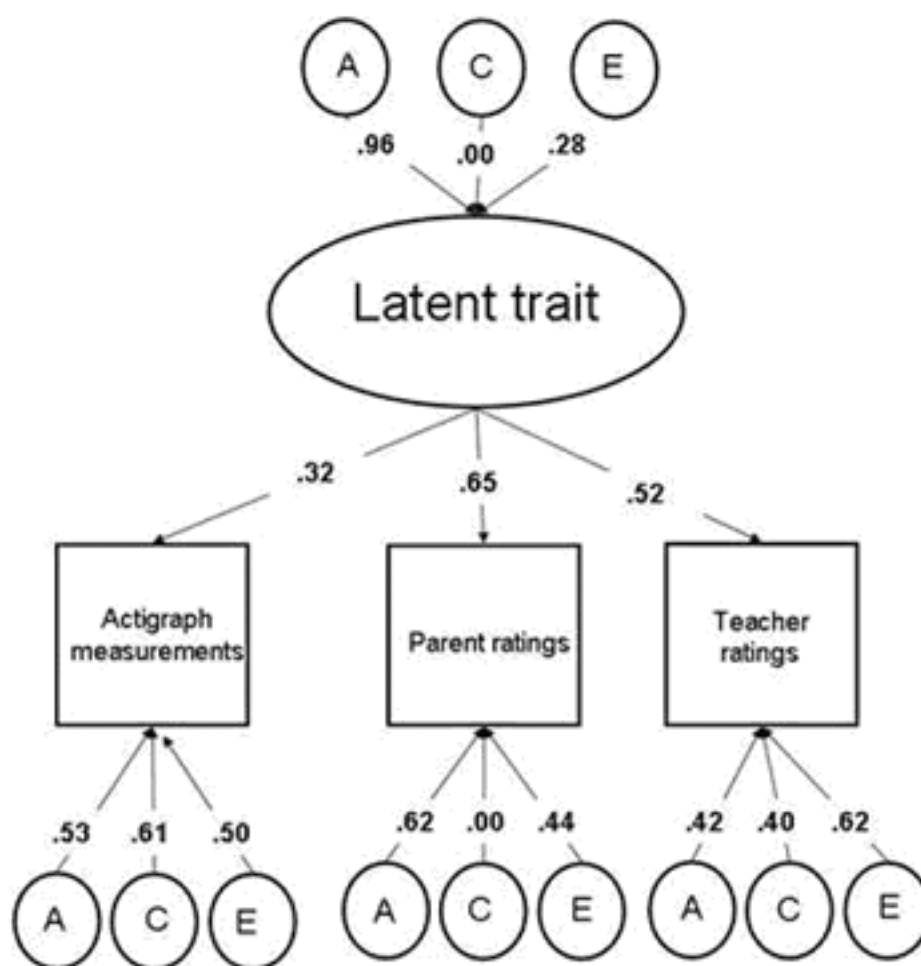 A C E
.96 .00 .28
Latent trait
.32 .65 .52
Actigraph
measurements
Parent ratings
Teacher
ratings
.53 .61 .50 .62 .00 .44 .42 .40 .62
A C E A C E A C E